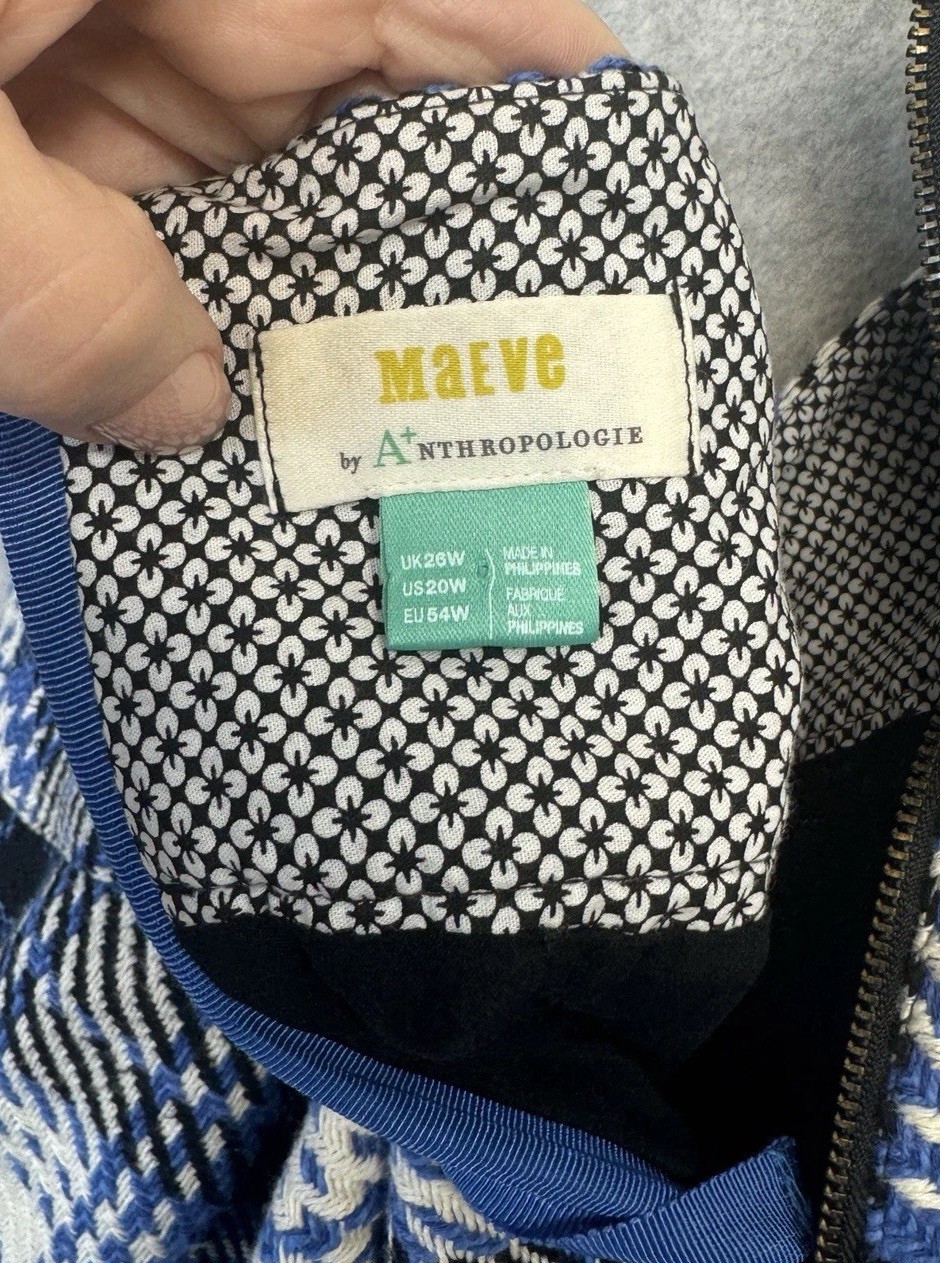 MaEve
by A+NTHROPOLOGIE
UK26W
US20W
EU54W
MADE IN
PHILIPPINES
FABRIQUE
AUX
PHILIPPINES